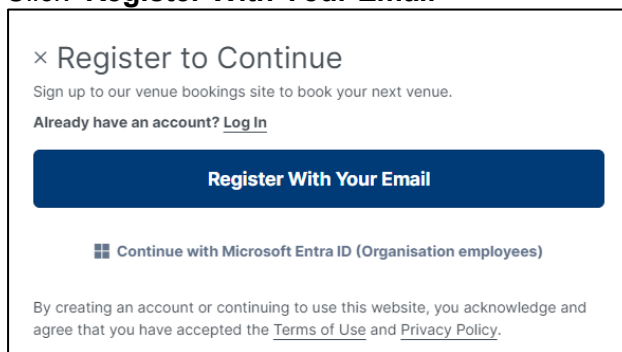 Click "Register With Your Email"
× Register to Continue
Sign up to our venue bookings site to book your next venue.
Already have an account? Log In
Register With Your Email
Continue with Microsoft Entra ID (Organisation employees)
By creating an account or continuing to use this website, you acknowledge and
agree that you have accepted the Terms of Use and Privacy Policy.